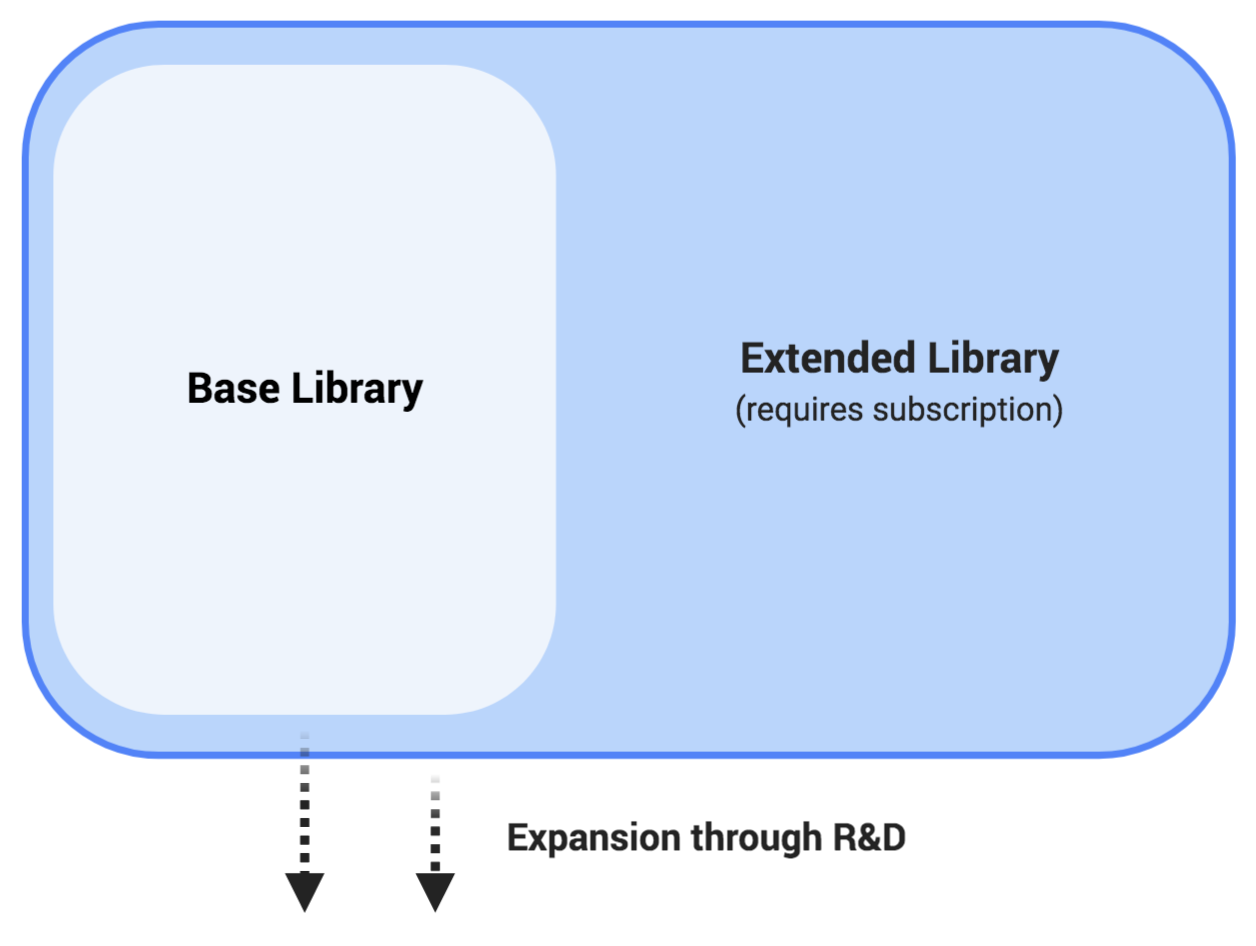 Base Library
Extended Library
(requires subscription)
Expansion through R&D